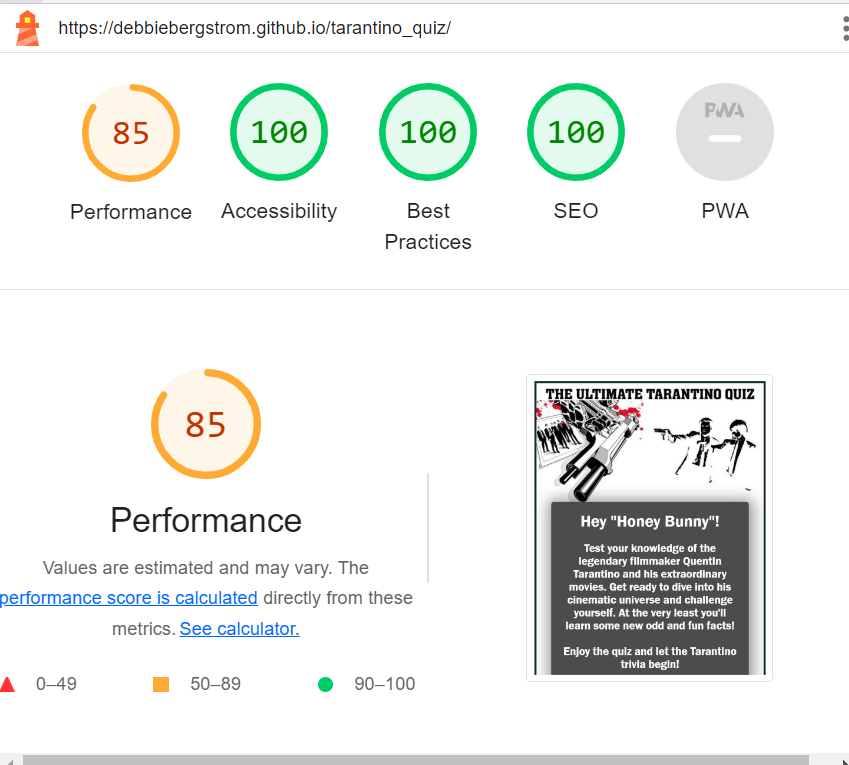 https://debbiebergstrom.github.io/tarantino_quiz/
85
100
100
100
PWA
Performance
Accessibility
Best
Practices
SEO
PWA
85
Performance
Values are estimated and may vary. The
performance score is calculated directly from these
metrics. See calculator.
0–49
50–89
90–100
THE ULTIMATE TARANTINO QUIZ
Hey "Honey Bunny"!
Test your knowledge of the
legendary filmmaker Quentin
Tarantino and his extraordinary
movies. Get ready to dive into his
cinematic universe and challenge
yourself. At the very least you'll
learn some new odd and fun facts!
Enjoy the quiz and let the Tarantino
trivia begin!